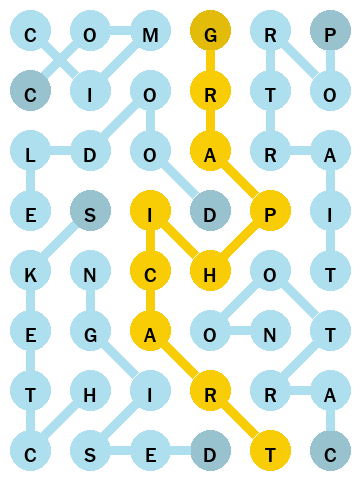 C O M G R P
C I O R T O
L D O A R A
E S I D P I
K N C H O T
E G A O N T
T H I R R A
C S E D T C